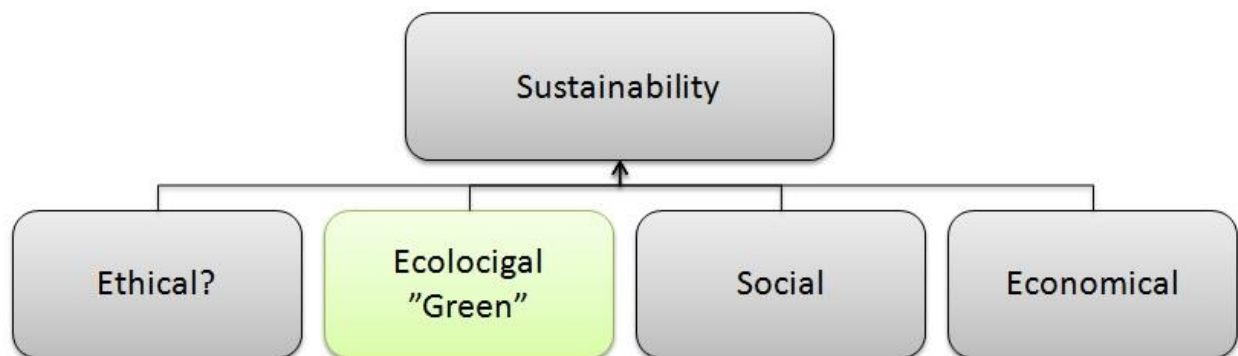 Sustainability
Ethical?
Ecolocigal
”Green”
Social
Economical